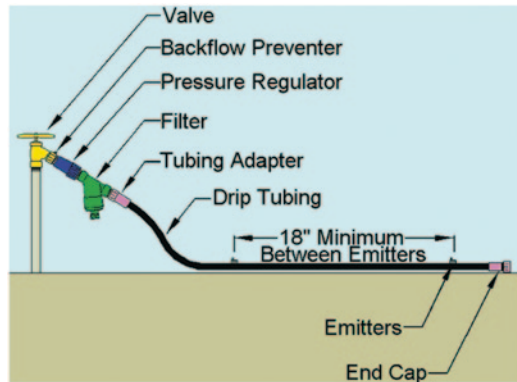 Valve
Backflow Preventer
Pressure Regulator
Filter
Tubing Adapter
Drip Tubing
18" Minimum
Between Emitters
Emitters
End Cap